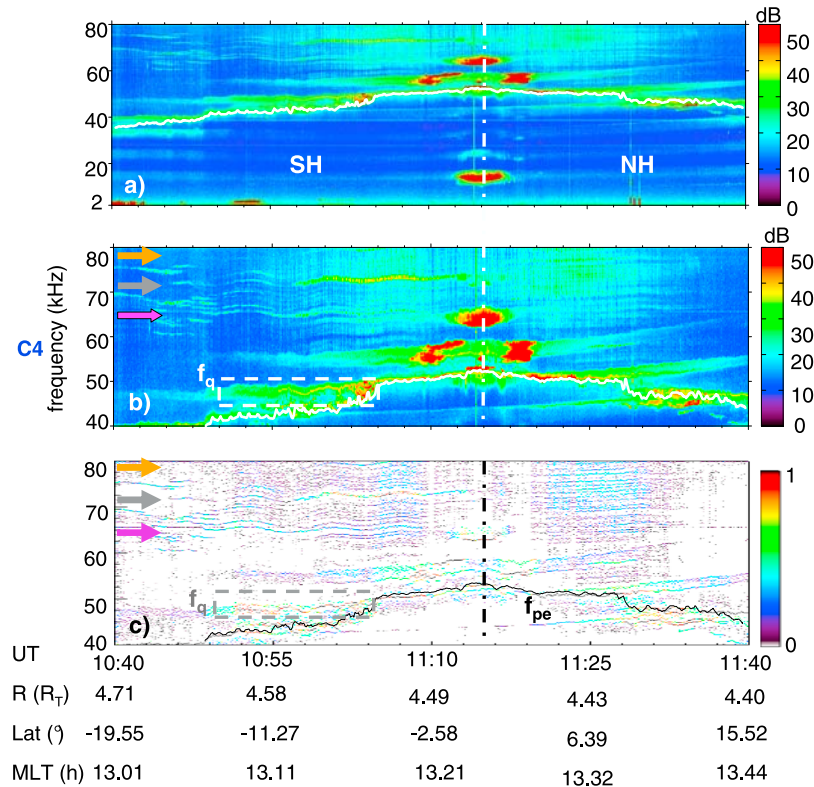 dB
80
60
40
20
2
SH
NH
a)
50
40
30
20
10
0
dB
80
70
60
50
40
f_q
b)
50
40
30
20
10
0
C4
frequency (kHz)
80
70
60
50
40
f_q
f_pe
c)
1
0
UT
10:40 10:55 11:10 11:25 11:40
R (R_T) 4.71 4.58 4.49 4.43 4.40
Lat (°) -19.55 -11.27 -2.58 6.39 15.52
MLT (h) 13.01 13.11 13.21 13.32 13.44